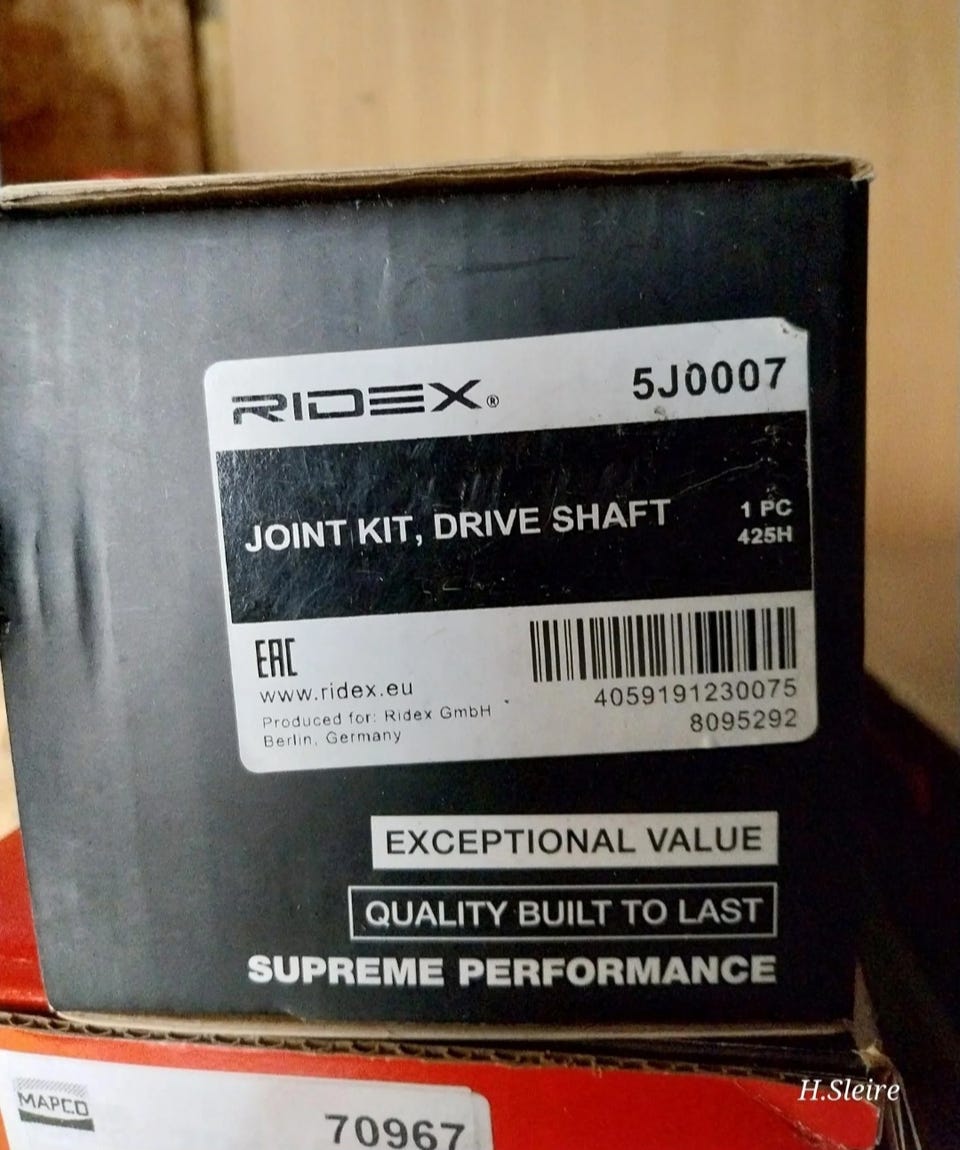 RIDEX®
5J0007
JOINT KIT, DRIVE SHAFT
1 PC
425H
EAC
www.ridex.eu
Produced for: Ridex GmbH
Berlin, Germany
4059191230075
8095292
EXCEPTIONAL VALUE
QUALITY BUILT TO LAST
SUPREME PERFORMANCE
H.Sleire
MAPCO
70967